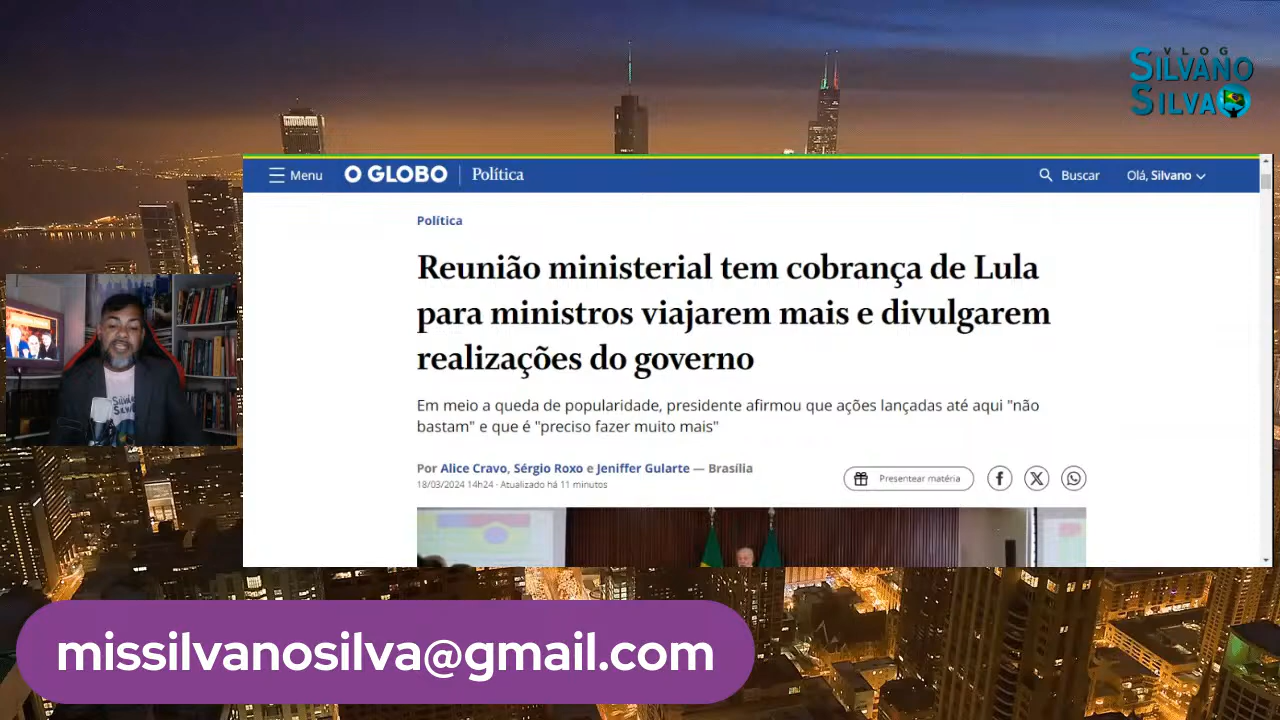 VLOG
SILVANO
SILVA
Menu
O GLOBO
Política
Buscar
Olá, Silvano
Política
Reunião ministerial tem cobrança de Lula
para ministros viajarem mais e divulgarem
realizações do governo
Em meio a queda de popularidade, presidente afirmou que ações lançadas até aqui "não
bastam" e que é "preciso fazer muito mais"
Por Alice Cravo, Sérgio Roxo e Jeniffer Gularte — Brasília
18/03/2024 14h24 · Atualizado há 11 minutos
Presentear matéria
SILVANO
SILVA
missilvanosilva@gmail.com